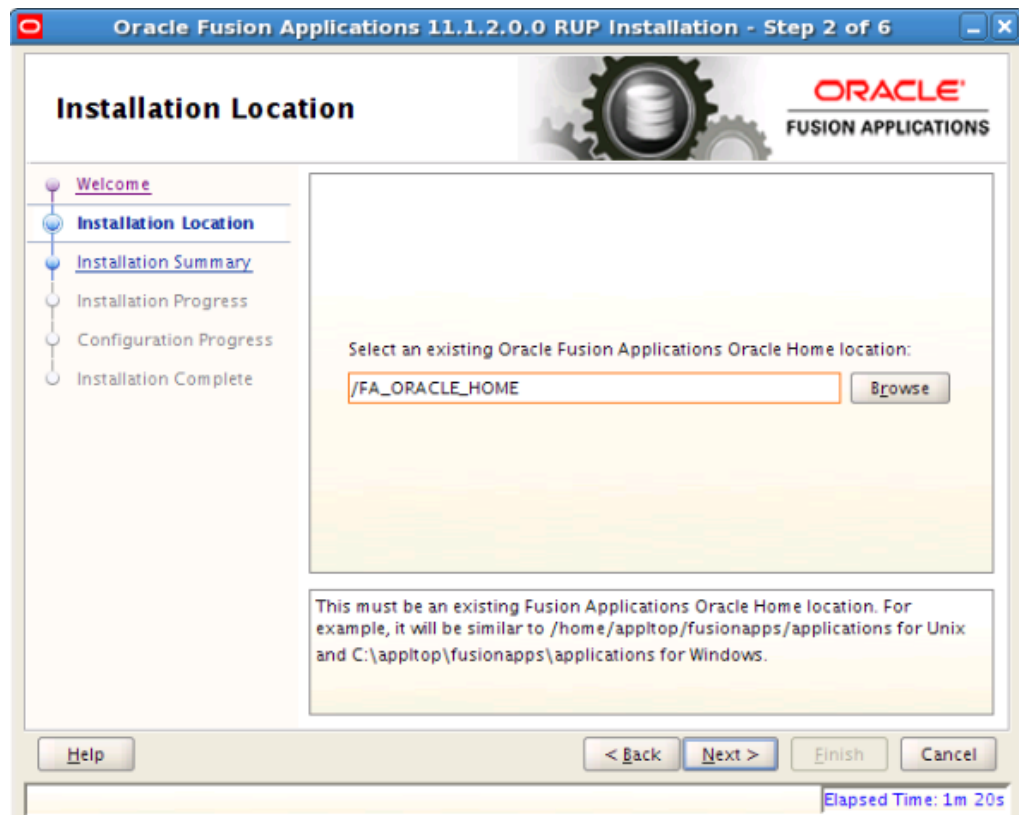 Oracle Fusion Applications 11.1.2.0.0 RUP Installation - Step 2 of 6
Installation Location
ORACLE'
FUSION APPLICATIONS
Welcome
Installation Location
Installation Summary
Installation Progress
Configuration Progress
Installation Complete
Select an existing Oracle Fusion Applications Oracle Home location:
/FA_ORACLE_HOME
Browse
This must be an existing Fusion Applications Oracle Home location. For
example, it will be similar to /home/appltop/fusionapps/applications for Unix
and C:\appltop\fusionapps\applications for Windows.
Help
< Back
Next >
Finish
Cancel
Elapsed Time: 1m 20s